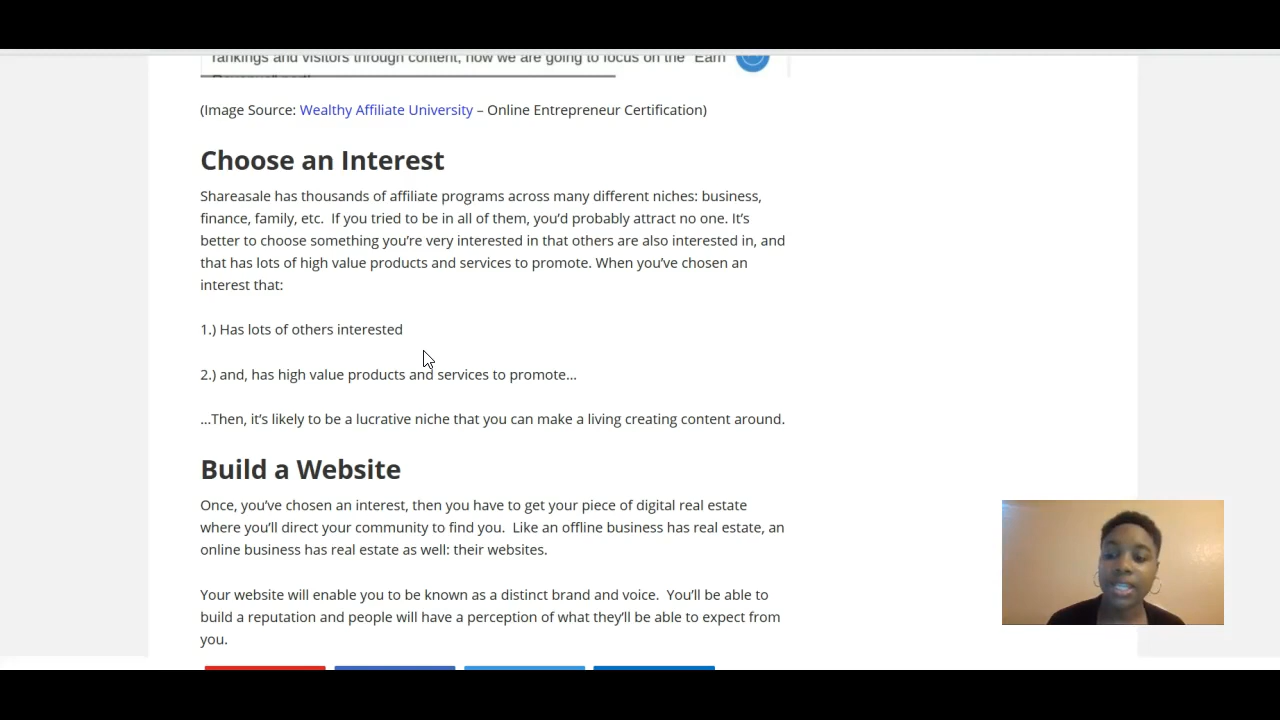 rankings and visitors through content, now we are going to focus on the "Earn
(Image Source: Wealthy Affiliate University – Online Entrepreneur Certification)
Choose an Interest
Shareasale has thousands of affiliate programs across many different niches: business,
finance, family, etc.  If you tried to be in all of them, you’d probably attract no one. It’s
better to choose something you’re very interested in that others are also interested in, and
that has lots of high value products and services to promote. When you’ve chosen an
interest that:
1.) Has lots of others interested
2.) and, has high value products and services to promote…
…Then, it’s likely to be a lucrative niche that you can make a living creating content around.
Build a Website
Once, you’ve chosen an interest, then you have to get your piece of digital real estate
where you’ll direct your community to find you.  Like an offline business has real estate, an
online business has real estate as well: their websites.
Your website will enable you to be known as a distinct brand and voice.  You’ll be able to
build a reputation and people will have a perception of what they’ll be able to expect from
you.